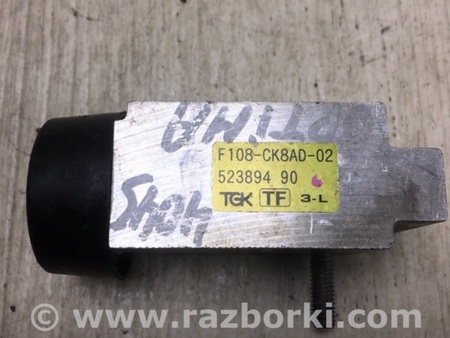 F108-CK8AD-02
523894 90
TGK TF 3-L
© www.razborki.com